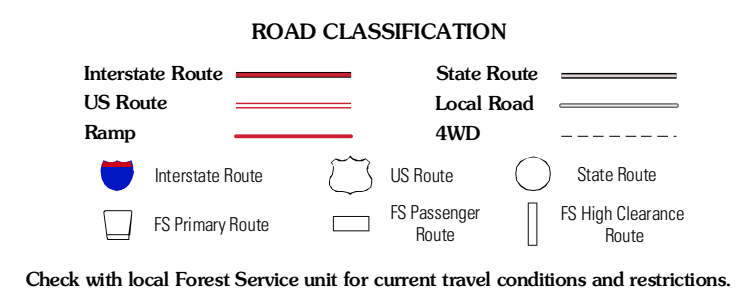 ROAD CLASSIFICATION
Interstate Route State Route
US Route Local Road
Ramp 4WD
Interstate Route US Route State Route
FS Primary Route
FS Passenger
Route
FS High Clearance
Route
Check with local Forest Service unit for current travel conditions and restrictions.